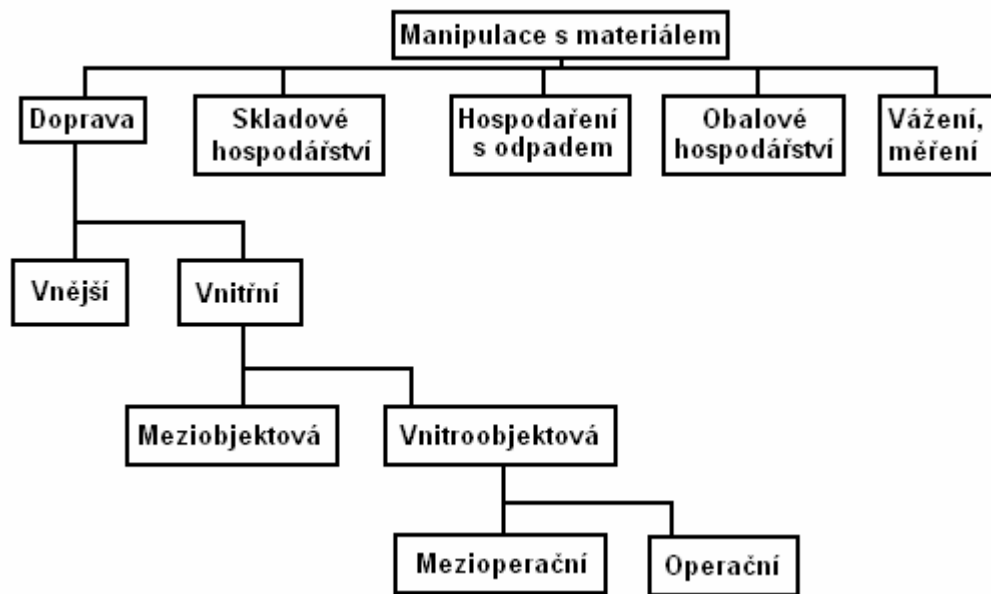 Manipulace s materiálem
Doprava
Skladové
hospodářství
Hospodaření
s odpadem
Obalové
hospodářství
Vážení,
měření
Vnější
Vnitřní
Meziobjektová
Vnitroobjektová
Mezioperační
Operační